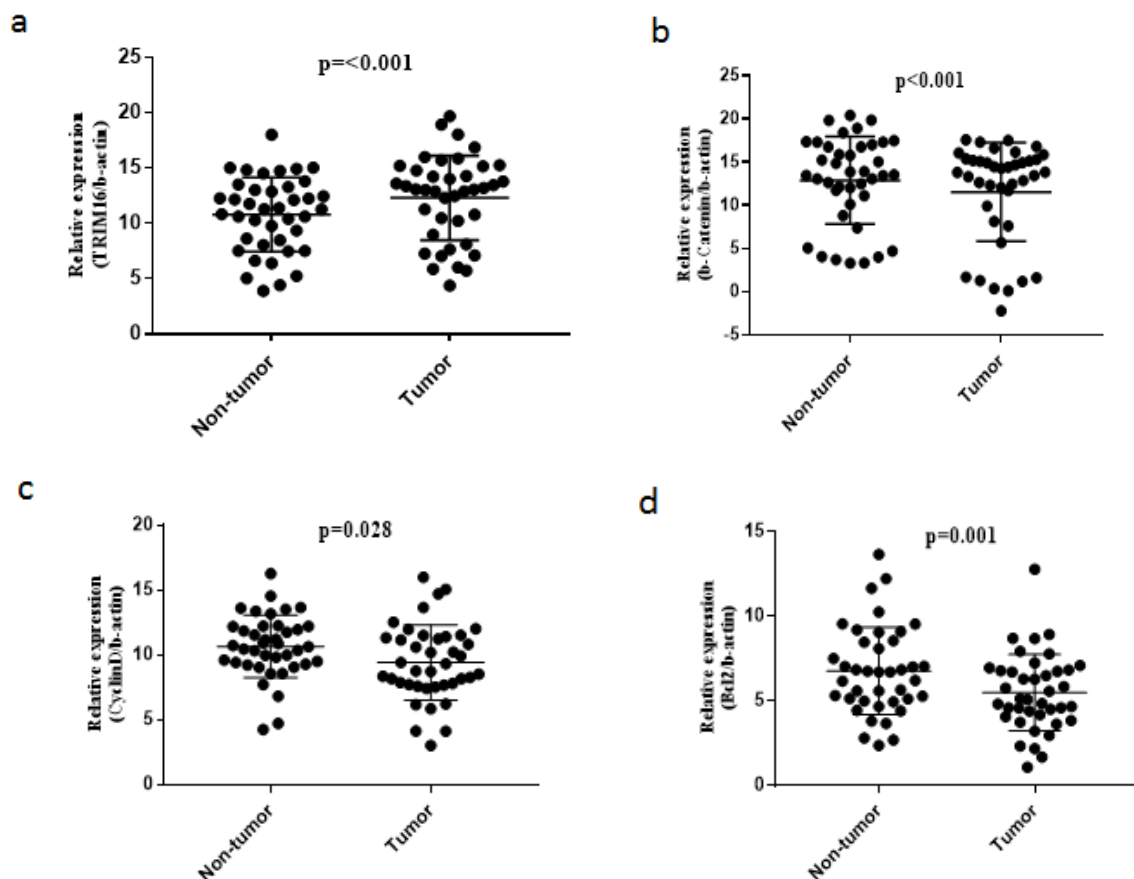 a
p=<0.001
Relative expression
(TRIM16/b-actin)
25
20
15
10
5
0
Non-tumor
Tumor
b
p<0.001
Relative expression
(b-Catenin/b-actin)
25
20
15
10
5
0
-5
Non-tumor
Tumor
c
p=0.028
Relative expression
(CyclinD/b-actin)
20
15
10
5
0
Non-tumor
Tumor
d
p=0.001
Relative expression
(Bcl2/b-actin)
15
10
5
0
Non-tumor
Tumor